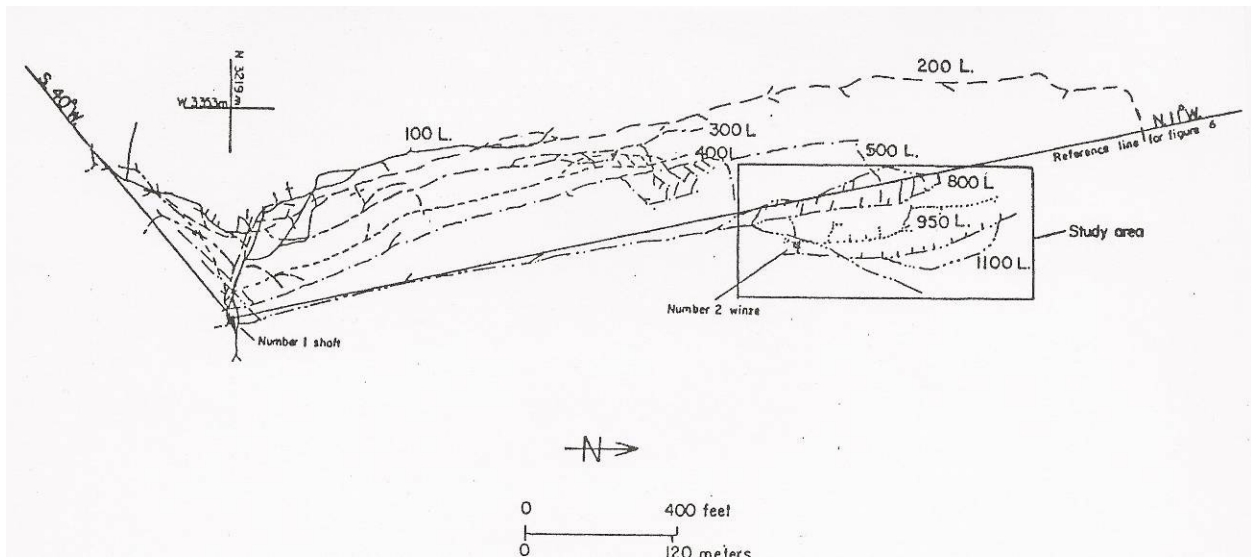 S. 40°W.
N 3219m
W 3353m
100 L.
200 L.
300 L
400L
500 L.
800 L
950 L.
1100 L.
N. 11°W.
Reference line for figure 6
Study area
Number 2 winze
Number 1 shaft
N
0 400 feet
0 120 meters